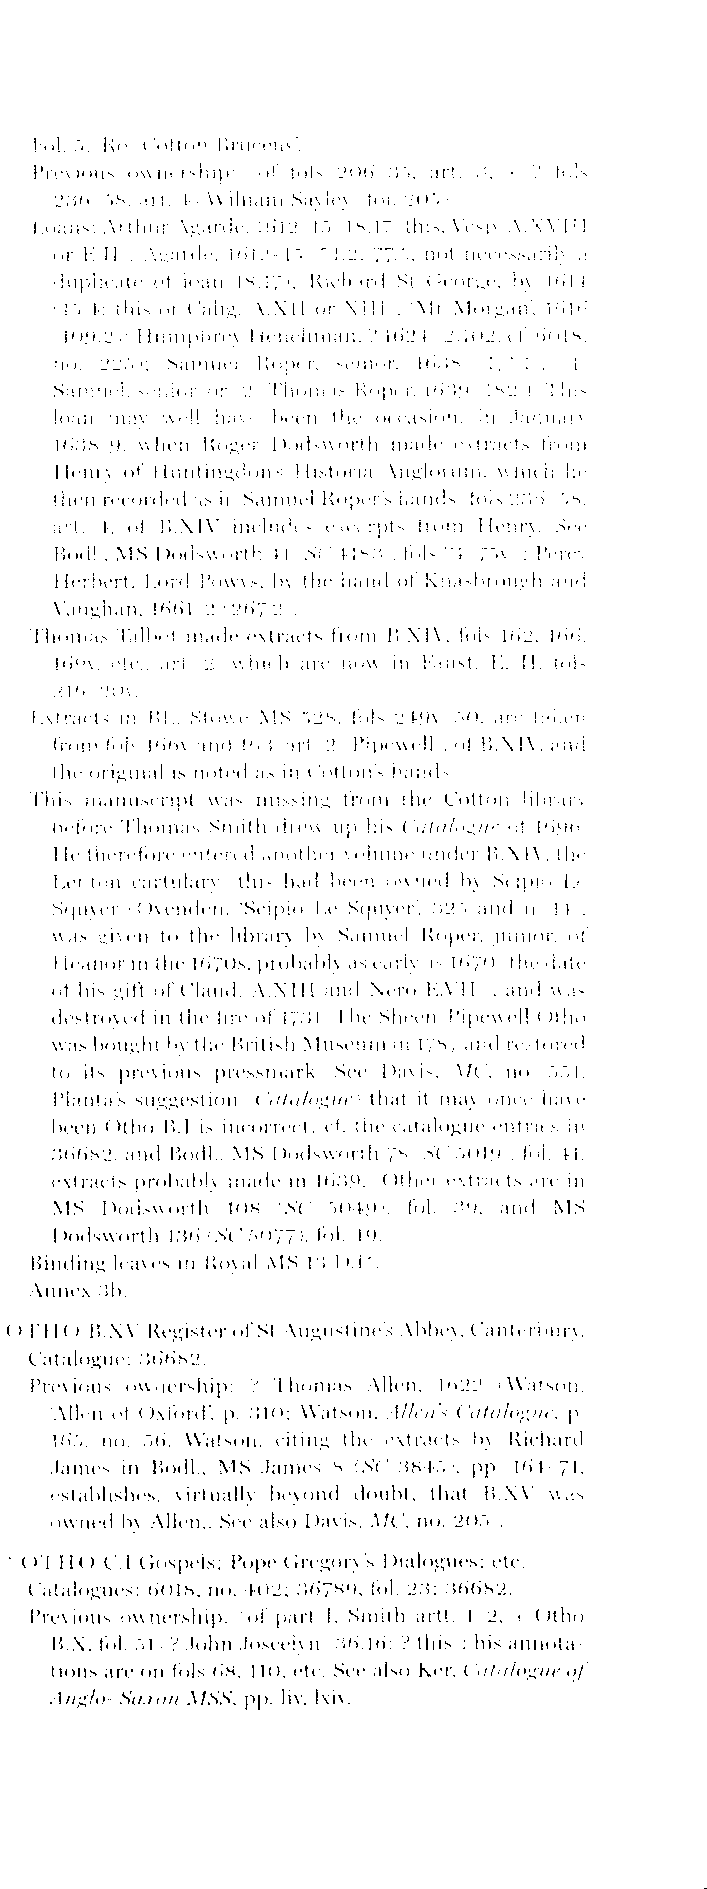 Fol. 5, 'Ro: Cotton Bruceus'.
Previous ownership: of fols 206 35, art. 3, ? fols
236 58, art. 4: William Sayley fol. 205
Loans: Arthur Agarde, 1612 15 18.17: this, Vesp. A.XVIII
or F.II Agarde, 1612 15 not necessarily a
duplicate of loan 18.17), Richard St George, by 1614
45.4: this or Calig. A.XII or XIII 'Mr Morgan', 1616
109.2; Humphrey Henchman, ? 1624 2.102, cf. 6018,
no. 225); Samuel Roper, senior, 1638
Samuel, senior or 2 Thomas Roper, 1639 182.1 This
loan may well have been the occasion, in January
1638/9, when Roger Dodsworth made extracts from
Henry of Huntingdon's Historia Anglorum, which he
then recorded as in Samuel Roper's hands: fols 236 58,
art. 4, of B.XIV includes excerpts from Henry. See
Bodl., MS Dodsworth 41 SC 4183 , fols 74 75v.; Percy
Herbert, Lord Powys, by the hand of Knasbrough and
Vaughan, 1661 2 267.2 .
Thomas Talbot made extracts from B.XIV, fols 162, 166,
169v, etc., art. 2, which are now in Faust. E. II, fols

Extracts in BL, Stowe MS 528, fols 249v 50, are taken
from fols 166v and 163 art. 2 Pipewell , of B.XIV, and
the original is noted as in Cotton's hands.
This manuscript was missing from the Cotton library
before Thomas Smith drew up his Catalogue of 1696.
He therefore entered another volume under B.XIV, the
Lenton cartulary: this had been owned by Scipio Le
Squyer (Ovenden, 'Scipio Le Squyer', 325 and n. 44 ,
was given to the library by Samuel Roper, junior, of
Heanor in the 1670s, probably as early as 1670 the date
of his gift of Claud. A.XIII and Nero E.VII , and was
destroyed in the fire of 1731. The Sheen Pipewell Otho
was bought by the British Museum in 1787 and restored
to its previous pressmark. See Davis, MC, no. 551.
Planta's suggestion Catalogue) that it may once have
been Otho B.I is incorrect, cf. the catalogue entries in
36682, and Bodl., MS Dodsworth 78 SC 5019 , fol. 44,
extracts probably made in 1639. Other extracts are in
MS Dodsworth 108 (SC 5049), fol. 39, and MS
Dodsworth 136 (SC 5077), fol. 19.
Binding leaves in Royal MS 13 D.I*.
Annex 3b.
OTHO B.XV Register of St Augustine's Abbey, Canterbury.
Catalogue: 36682.
Previous ownership: ? Thomas Allen, 1622 (Watson,
'Allen of Oxford', p. 310; Watson, Allen's Catalogue, p.
165, no. 56. Watson, citing the extracts by Richard
James in Bodl., MS James 8 (SC 3845), pp. 164 71,
establishes, virtually beyond doubt, that B.XV was
owned by Allen,. See also Davis, MC, no. 205 .
* OTHO C.I Gospels; Pope Gregory's Dialogues; etc.
Catalogues: 6018, no. 402; 36789, fol. 23; 36682.
Previous ownership: (of part I, Smith artt. 1 2, + Otho
B.X, fol. 51) ? John Joscelyn 36.16: ? this ; his annota-
tions are on fols 68, 110, etc. See also Ker, Catalogue of
Anglo-Saxon MSS, pp. liv, lxiv.